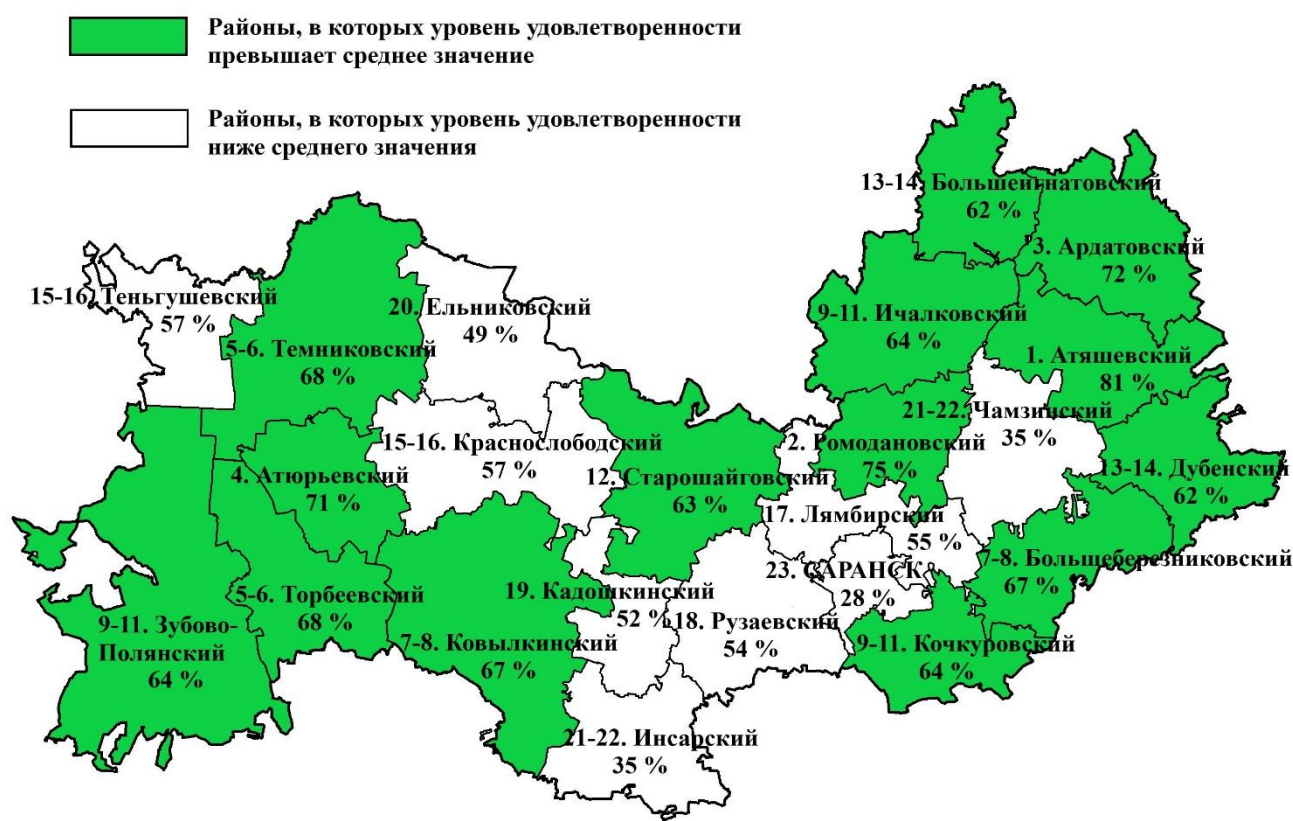 Районы, в которых уровень удовлетворенности
превышает среднее значение
Районы, в которых уровень удовлетворенности
ниже среднего значения
13-14. Большеигнатовский
62 %
3. Ардатовский
72 %
15-16. Теньгушевский
57 %
20. Ельниковский
49 %
9-11. Ичалковский
64 %
5-6. Темниковский
68 %
1. Атяшевский
81 %
21-22. Чамзинский
35 %
15-16. Краснослободский
57 %
2. Ромодановский
75 %
4. Атюрьевский
71 %
12. Старошайговский
63 %
13-14. Дубенский
62 %
17. Лямбирский
55 %
7-8. Большеберезниковский
67 %
23. САРАНСК
28 %
5-6. Торбеевский
68 %
19. Кадошкинский
52 %
9-11. Зубово-
Полянский
64 %
7-8. Ковылкинский
67 %
18. Рузаевский
54 %
9-11. Кочкуровский
64 %
21-22. Инсарский
35 %